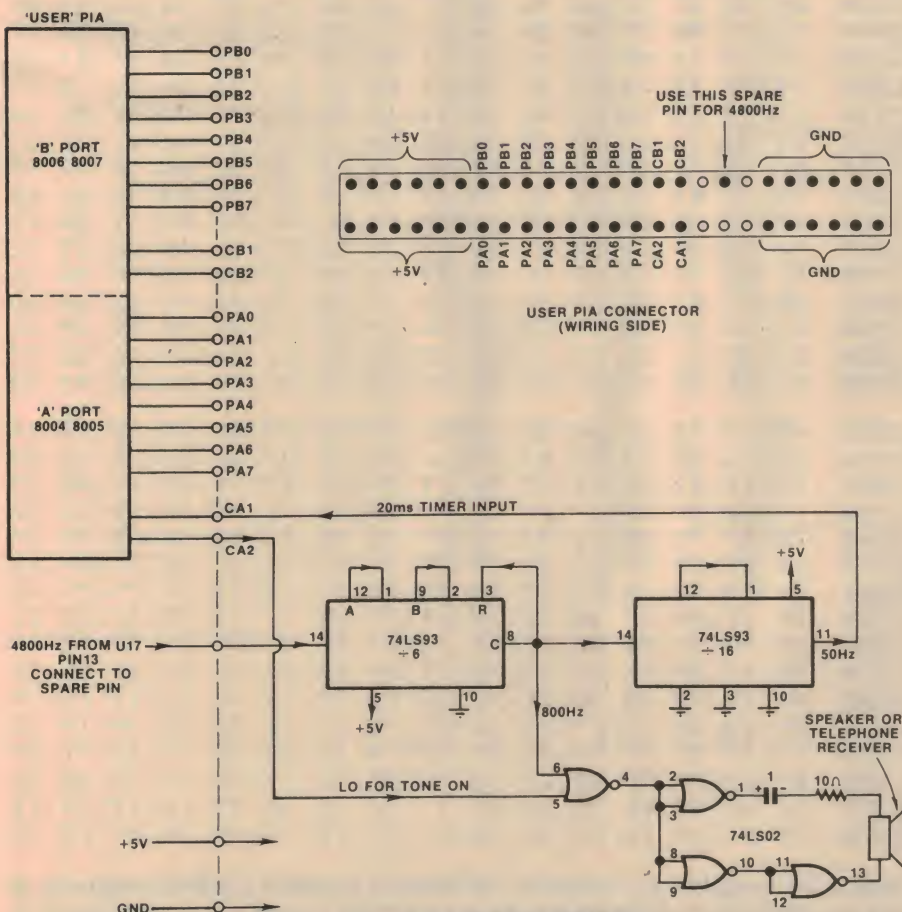 'USER' PIA
PB0
PB1
PB2
PB3
PB4
PB5
PB6
PB7
CB1
CB2
'B' PORT
8006 8007
PA0
PA1
PA2
PA3
PA4
PA5
PA6
PA7
CA1
CA2
'A' PORT
8004 8005
USE THIS SPARE
PIN FOR 4800Hz
+5V
PB0 PB1 PB2 PB3 PB4 PB5 PB6 PB7 CB1 CB2
GND
+5V
PA0 PA1 PA2 PA3 PA4 PA5 PA6 PA7 CA2 CA1
GND
USER PIA CONNECTOR
(WIRING SIDE)
20ms TIMER INPUT
4800Hz FROM U17
PIN13
CONNECT TO
SPARE PIN
14
12 1 9 2 3
A B R
74LS93
÷ 6
C 8
5 10
+5V
800Hz
+5V
12 1 5
14
74LS93
÷ 16
11
50Hz
2 3 10
LO FOR TONE ON
6
5
4
2
3
1
+ 1 -
10Ω
SPEAKER OR
TELEPHONE
RECEIVER
74LS02
8
9
10
11
12
13
+5V
GND